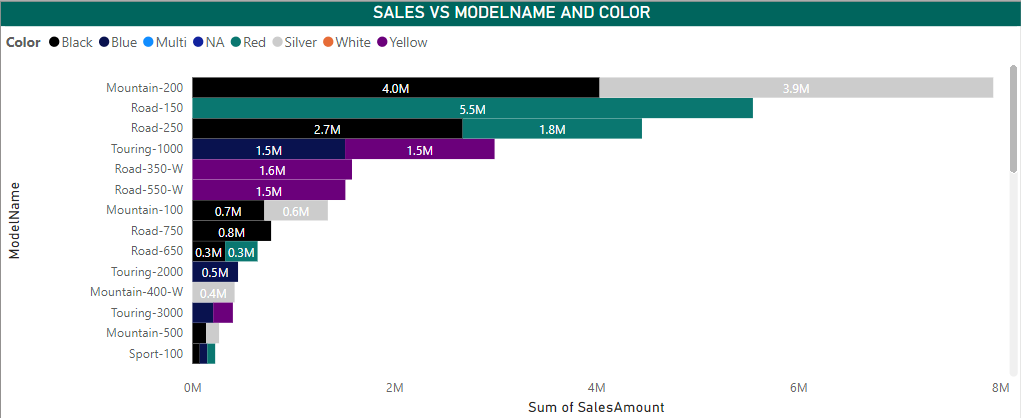 SALES VS MODELNAME AND COLOR
Color Black Blue Multi NA Red Silver White Yellow
ModelName
Mountain-200 4.0M 3.9M
Road-150 5.5M
Road-250 2.7M 1.8M
Touring-1000 1.5M 1.5M
Road-350-W 1.6M
Road-550-W 1.5M
Mountain-100 0.7M 0.6M
Road-750 0.8M
Road-650 0.3M 0.3M
Touring-2000 0.5M
Mountain-400-W 0.4M
Touring-3000
Mountain-500
Sport-100
0M 2M 4M 6M 8M
Sum of SalesAmount